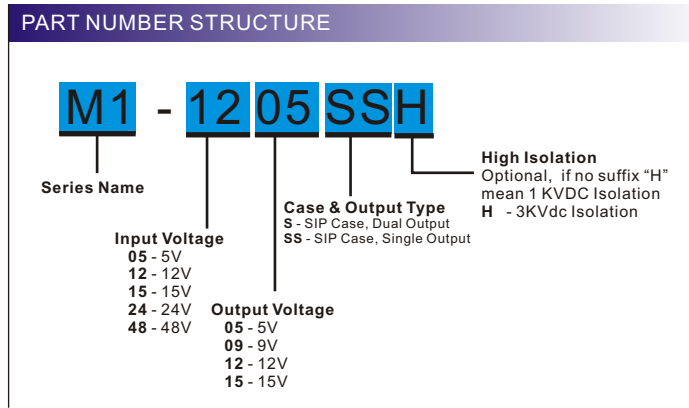 PART NUMBER STRUCTURE
M1 - 12 05 SS H
Series Name
Input Voltage
05 - 5V
12 - 12V
15 - 15V
24 - 24V
48 - 48V
Output Voltage
05 - 5V
09 - 9V
12 - 12V
15 - 15V
Case & Output Type
S - SIP Case, Dual Output
SS - SIP Case, Single Output
High Isolation
Optional, if no suffix “H”
mean 1 KVDC Isolation
H - 3KVdc Isolation